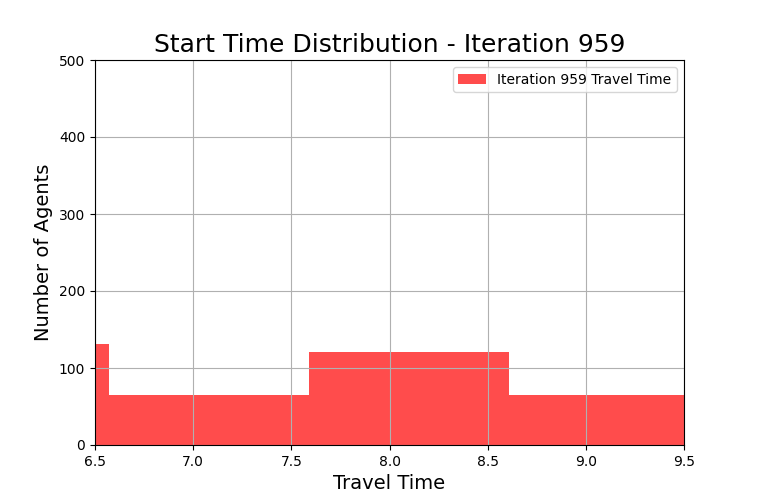 Start Time Distribution - Iteration 959
Iteration 959 Travel Time
Number of Agents
500
400
300
200
100
0
6.5 7.0 7.5 8.0 8.5 9.0 9.5
Travel Time